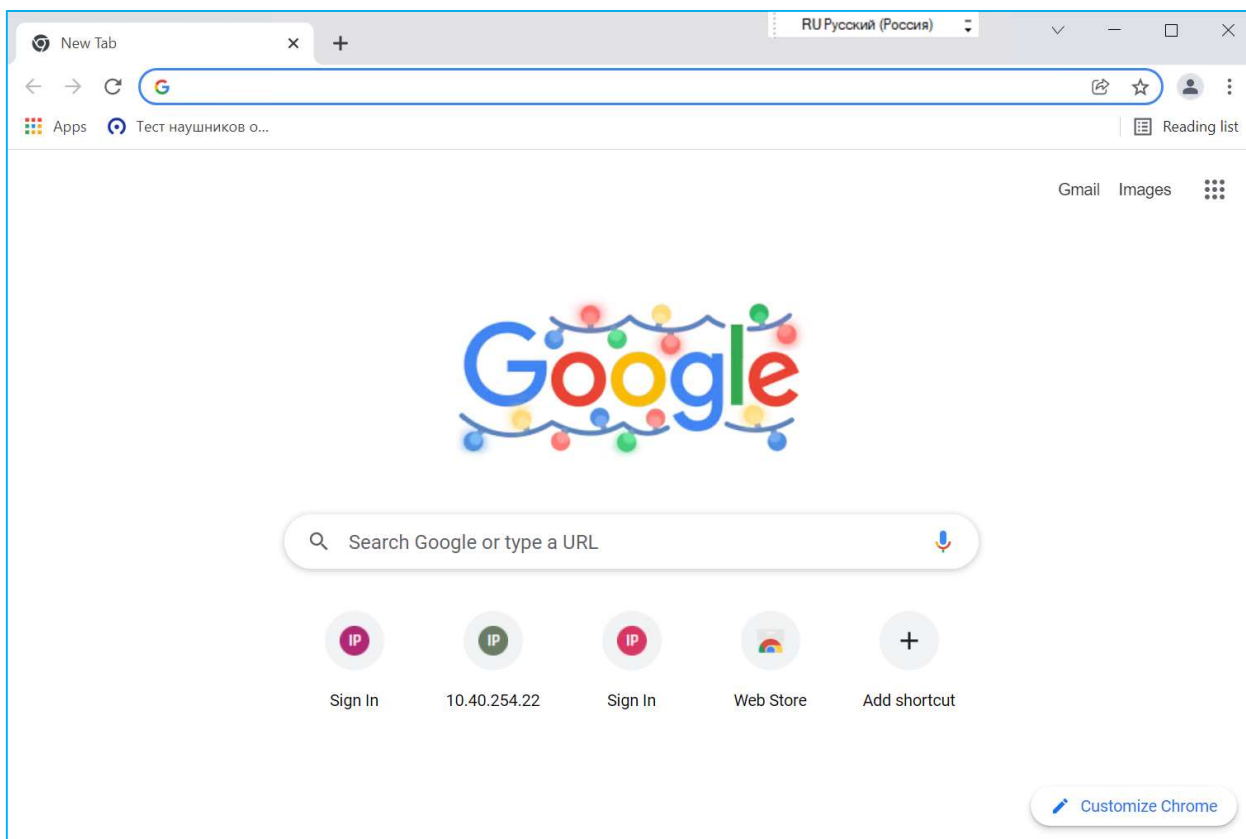 New Tab
RU Русский (Россия)
Apps
Тест наушников о...
Reading list
Gmail
Images
Google
Search Google or type a URL
IP
IP
IP
Sign In
10.40.254.22
Sign In
Web Store
Add shortcut
Customize Chrome